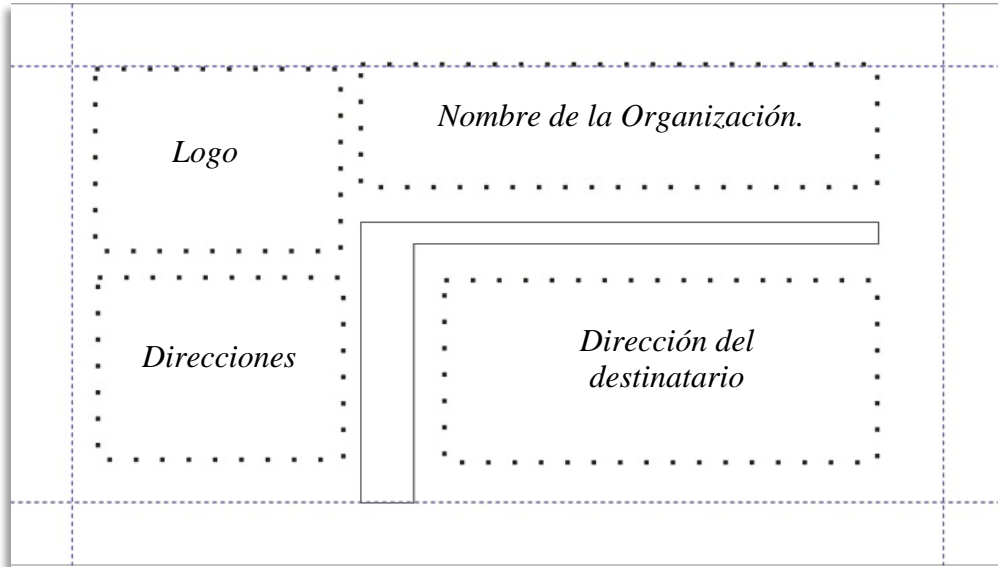 Logo
Nombre de la Organización.
Direcciones
Dirección del
destinatario